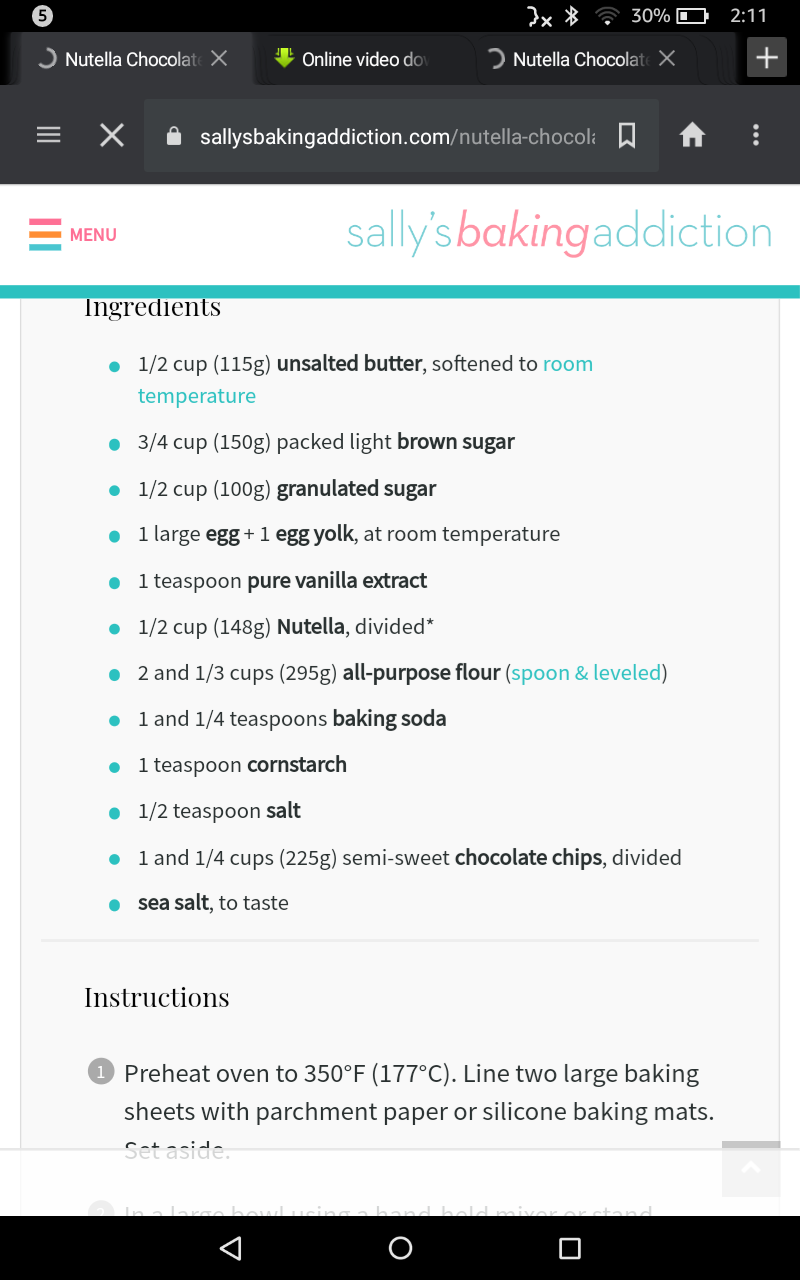 5
30%
2:11
Nutella Chocolat
Online video dov
Nutella Chocolat
sallysbakingaddiction.com/nutella-chocola
MENU
sally's baking addiction
Ingredients
1/2 cup (115g) unsalted butter, softened to room
temperature
3/4 cup (150g) packed light brown sugar
1/2 cup (100g) granulated sugar
1 large egg + 1 egg yolk, at room temperature
1 teaspoon pure vanilla extract
1/2 cup (148g) Nutella, divided*
2 and 1/3 cups (295g) all-purpose flour (spoon & leveled)
1 and 1/4 teaspoons baking soda
1 teaspoon cornstarch
1/2 teaspoon salt
1 and 1/4 cups (225g) semi-sweet chocolate chips, divided
sea salt, to taste
Instructions
1 Preheat oven to 350°F (177°C). Line two large baking
sheets with parchment paper or silicone baking mats.
Set aside.
2 In a large bowl using a hand-held mixer or stand